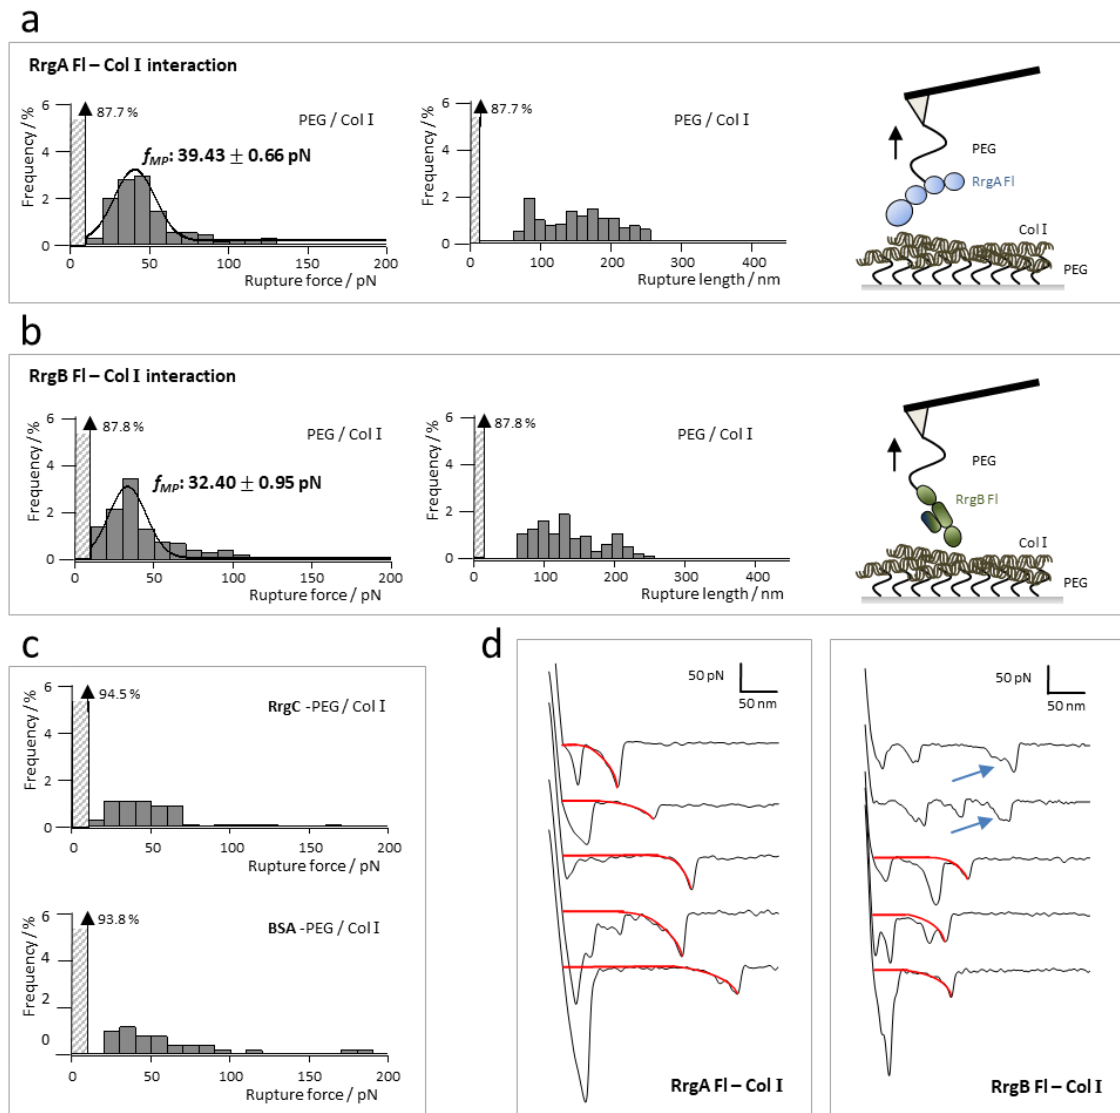 a
RrgA Fl – Col I interaction
Frequency / %
6
4
2
0
87.7 %
PEG / Col I
fMP: 39.43 ± 0.66 pN
0
50
100
150
200
Rupture force / pN
Frequency / %
6
4
2
0
87.7 %
PEG / Col I
0
100
200
300
400
Rupture length / nm
PEG
RrgA Fl
Col I
PEG
b
RrgB Fl – Col I interaction
Frequency / %
6
4
2
0
87.8 %
PEG / Col I
fMP: 32.40 ± 0.95 pN
0
50
100
150
200
Rupture force / pN
Frequency / %
6
4
2
0
87.8 %
PEG / Col I
0
100
200
300
400
Rupture length / nm
PEG
RrgB Fl
Col I
PEG
c
Frequency / %
6
4
2
0
94.5 %
RrgC -PEG / Col I
0
50
100
150
200
Rupture force / pN
Frequency / %
6
4
2
0
93.8 %
BSA -PEG / Col I
0
50
100
150
200
Rupture force / pN
d
50 pN
50 nm
RrgA Fl – Col I
50 pN
50 nm
RrgB Fl – Col I